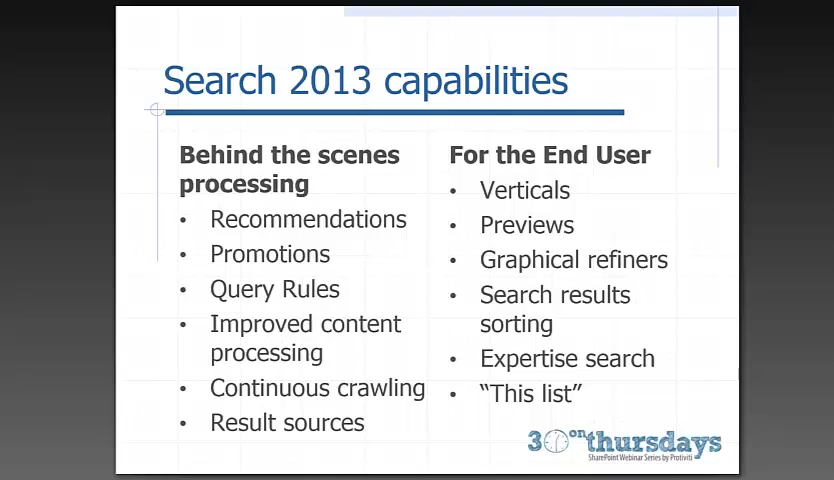 Search 2013 capabilities
Behind the scenes
processing
• Recommendations
• Promotions
• Query Rules
• Improved content
processing
• Continuous crawling
• Result sources
For the End User
• Verticals
• Previews
• Graphical refiners
• Search results
sorting
• Expertise search
• “This list”
30 on thursdays
SharePoint Webinar Series by Protiviti